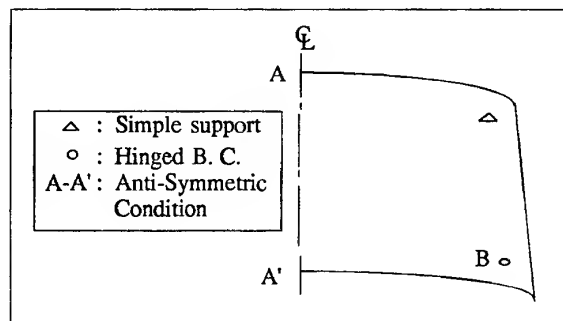 ℄
A
△ : Simple support
○ : Hinged B. C.
A-A' : Anti-Symmetric
Condition
B
A'